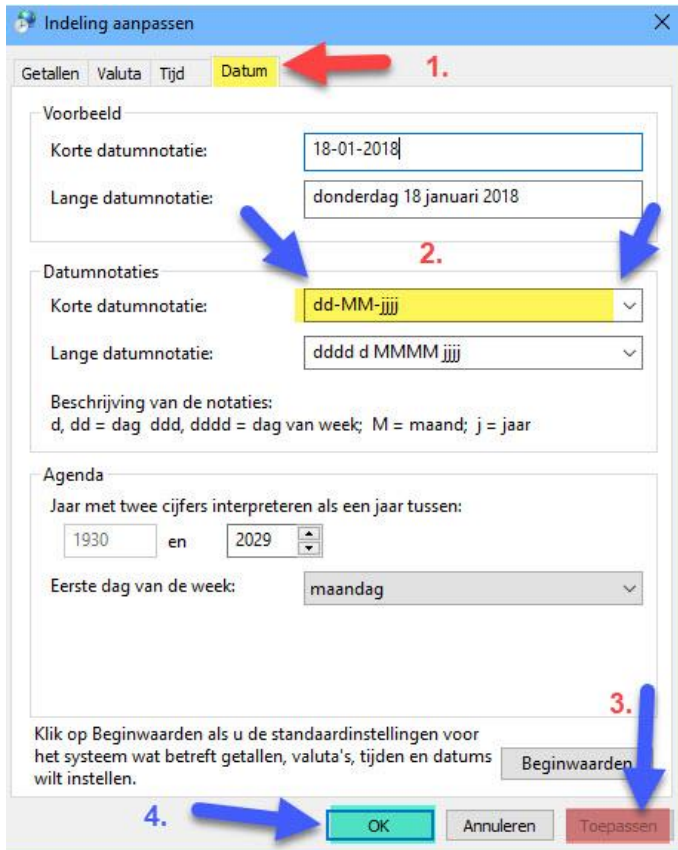 Indeling aanpassen
Getallen Valuta Tijd Datum 1.
Voorbeeld
Korte datumnotatie: 18-01-2018
Lange datumnotatie: donderdag 18 januari 2018
2.
Datumnotaties
Korte datumnotatie: dd-MM-jjjj
Lange datumnotatie: dddd d MMMM jjjj
Beschrijving van de notaties:
d, dd = dag ddd, dddd = dag van week; M = maand; j = jaar
Agenda
Jaar met twee cijfers interpreteren als een jaar tussen:
1930 en 2029
Eerste dag van de week: maandag
3.
Klik op Beginwaarden als u de standaardinstellingen voor
het systeem wat betreft getallen, valuta's, tijden en datums
wilt instellen.
Beginwaarden
4. OK Annuleren Toepassen